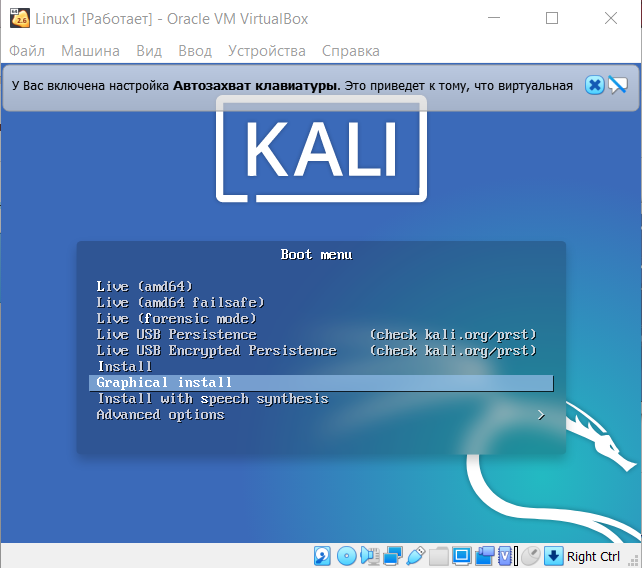 Linux1 [Работает] - Oracle VM VirtualBox
Файл Машина Вид Ввод Устройства Справка
У Вас включена настройка Автозахват клавиатуры. Это приведет к тому, что виртуальная
KALI
Boot menu
Live (amd64)
Live (amd64 failsafe)
Live (forensic mode)
Live USB Persistence (check kali.org/prst)
Live USB Encrypted Persistence (check kali.org/prst)
Install
Graphical install
Install with speech synthesis
Advanced options >
Right Ctrl